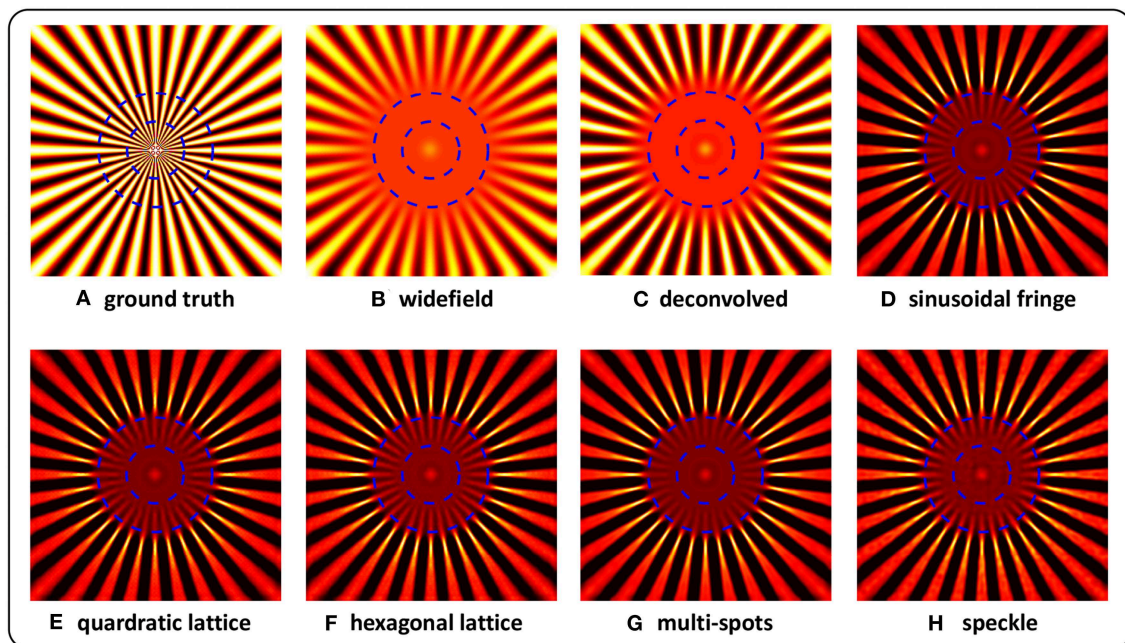 A ground truth
B widefield
C deconvolved
D sinusoidal fringe
E quardratic lattice
F hexagonal lattice
G multi-spots
H speckle